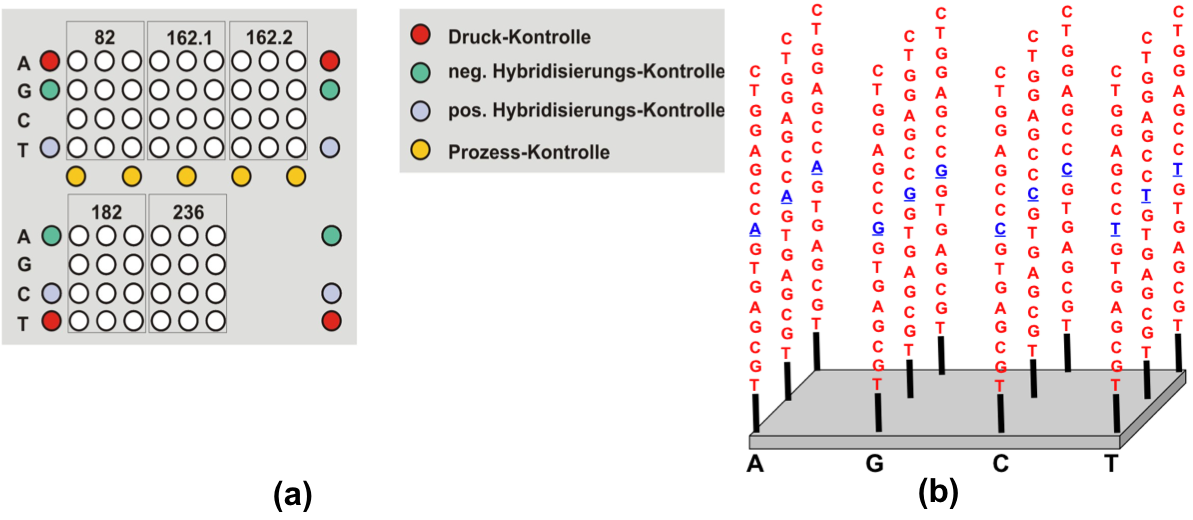 82 162.1 162.2
A
G
C
T
182 236
A
G
C
T
(a)
Druck-Kontrolle
neg. Hybridisierungs-Kontrolle
pos. Hybridisierungs-Kontrolle
Prozess-Kontrolle
CTGGAGCCAGTGAGCGT
CTGGAGCCAGTGAGCGT
CTGGAGCCAGTGAGCGT
CTGGAGCCGGTGAGCGT
CTGGAGCCGGTGAGCGT
CTGGAGCCGGTGAGCGT
CTGGAGCCCGTGAGCGT
CTGGAGCCCGTGAGCGT
CTGGAGCCCGTGAGCGT
CTGGAGCCTGTGAGCGT
CTGGAGCCTGTGAGCGT
CTGGAGCCTGTGAGCGT
A G C T
(b)